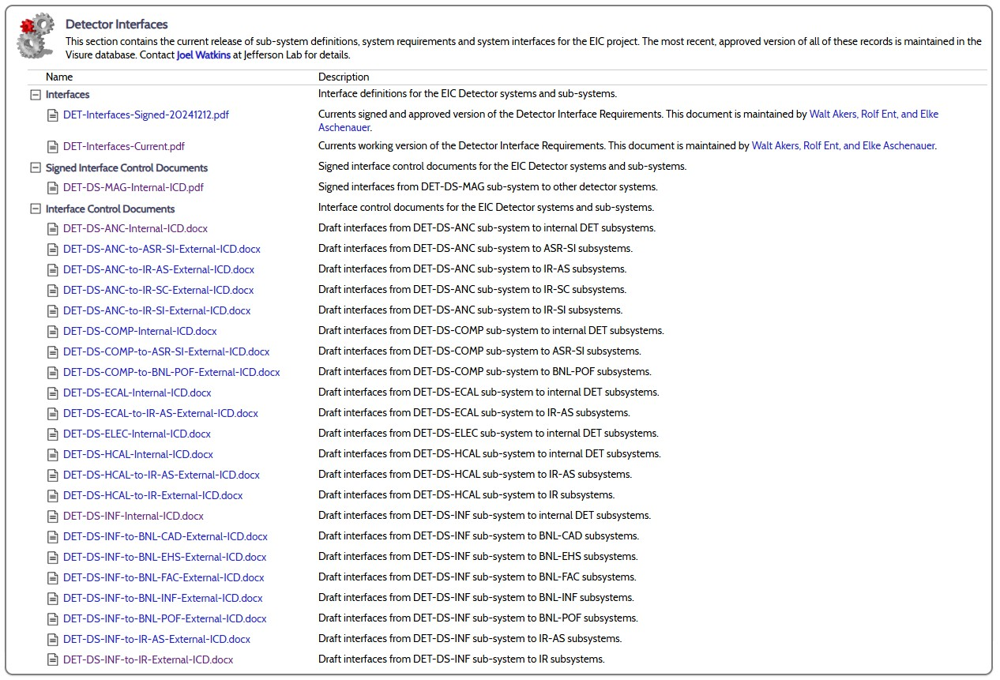 Detector Interfaces
This section contains the current release of sub-system definitions, system requirements and system interfaces for the EIC project. The most recent, approved version of all of these records is maintained in the
Visure database. Contact Joel Watkins at Jefferson Lab for details.
Name Description
Interfaces Interface definitions for the EIC Detector systems and sub-systems.
DET-Interfaces-Signed-20241212.pdf Currents signed and approved version of the Detector Interface Requirements. This document is maintained by Walt Akers, Rolf Ent, and Elke
Aschenauer.
DET-Interfaces-Current.pdf Currents working version of the Detector Interface Requirements. This document is maintained by Walt Akers, Rolf Ent, and Elke Aschenauer.
Signed Interface Control Documents Signed interface control documents for the EIC Detector systems and sub-systems.
DET-DS-MAG-Internal-ICD.pdf Signed interfaces from DET-DS-MAG sub-system to other detector systems.
Interface Control Documents Interface control documents for the EIC Detector systems and sub-systems.
DET-DS-ANC-Internal-ICD.docx Draft interfaces from DET-DS-ANC sub-system to internal DET subsystems.
DET-DS-ANC-to-ASR-SI-External-ICD.docx Draft interfaces from DET-DS-ANC sub-system to ASR-SI subsystems.
DET-DS-ANC-to-IR-AS-External-ICD.docx Draft interfaces from DET-DS-ANC sub-system to IR-AS subsystems.
DET-DS-ANC-to-IR-SC-External-ICD.docx Draft interfaces from DET-DS-ANC sub-system to IR-SC subsystems.
DET-DS-ANC-to-IR-SI-External-ICD.docx Draft interfaces from DET-DS-ANC sub-system to IR-SI subsystems.
DET-DS-COMP-Internal-ICD.docx Draft interfaces from DET-DS-COMP sub-system to internal DET subsystems.
DET-DS-COMP-to-ASR-SI-External-ICD.docx Draft interfaces from DET-DS-COMP sub-system to ASR-SI subsystems.
DET-DS-COMP-to-BNL-POF-External-ICD.docx Draft interfaces from DET-DS-COMP sub-system to BNL-POF subsystems.
DET-DS-ECAL-Internal-ICD.docx Draft interfaces from DET-DS-ECAL sub-system to internal DET subsystems.
DET-DS-ECAL-to-IR-AS-External-ICD.docx Draft interfaces from DET-DS-ECAL sub-system to IR-AS subsystems.
DET-DS-ELEC-Internal-ICD.docx Draft interfaces from DET-DS-ELEC sub-system to internal DET subsystems.
DET-DS-HCAL-Internal-ICD.docx Draft interfaces from DET-DS-HCAL sub-system to internal DET subsystems.
DET-DS-HCAL-to-IR-AS-External-ICD.docx Draft interfaces from DET-DS-HCAL sub-system to IR-AS subsystems.
DET-DS-HCAL-to-IR-External-ICD.docx Draft interfaces from DET-DS-HCAL sub-system to IR subsystems.
DET-DS-INF-Internal-ICD.docx Draft interfaces from DET-DS-INF sub-system to internal DET subsystems.
DET-DS-INF-to-BNL-CAD-External-ICD.docx Draft interfaces from DET-DS-INF sub-system to BNL-CAD subsystems.
DET-DS-INF-to-BNL-EHS-External-ICD.docx Draft interfaces from DET-DS-INF sub-system to BNL-EHS subsystems.
DET-DS-INF-to-BNL-FAC-External-ICD.docx Draft interfaces from DET-DS-INF sub-system to BNL-FAC subsystems.
DET-DS-INF-to-BNL-INF-External-ICD.docx Draft interfaces from DET-DS-INF sub-system to BNL-INF subsystems.
DET-DS-INF-to-BNL-POF-External-ICD.docx Draft interfaces from DET-DS-INF sub-system to BNL-POF subsystems.
DET-DS-INF-to-IR-AS-External-ICD.docx Draft interfaces from DET-DS-INF sub-system to IR-AS subsystems.
DET-DS-INF-to-IR-External-ICD.docx Draft interfaces from DET-DS-INF sub-system to IR subsystems.